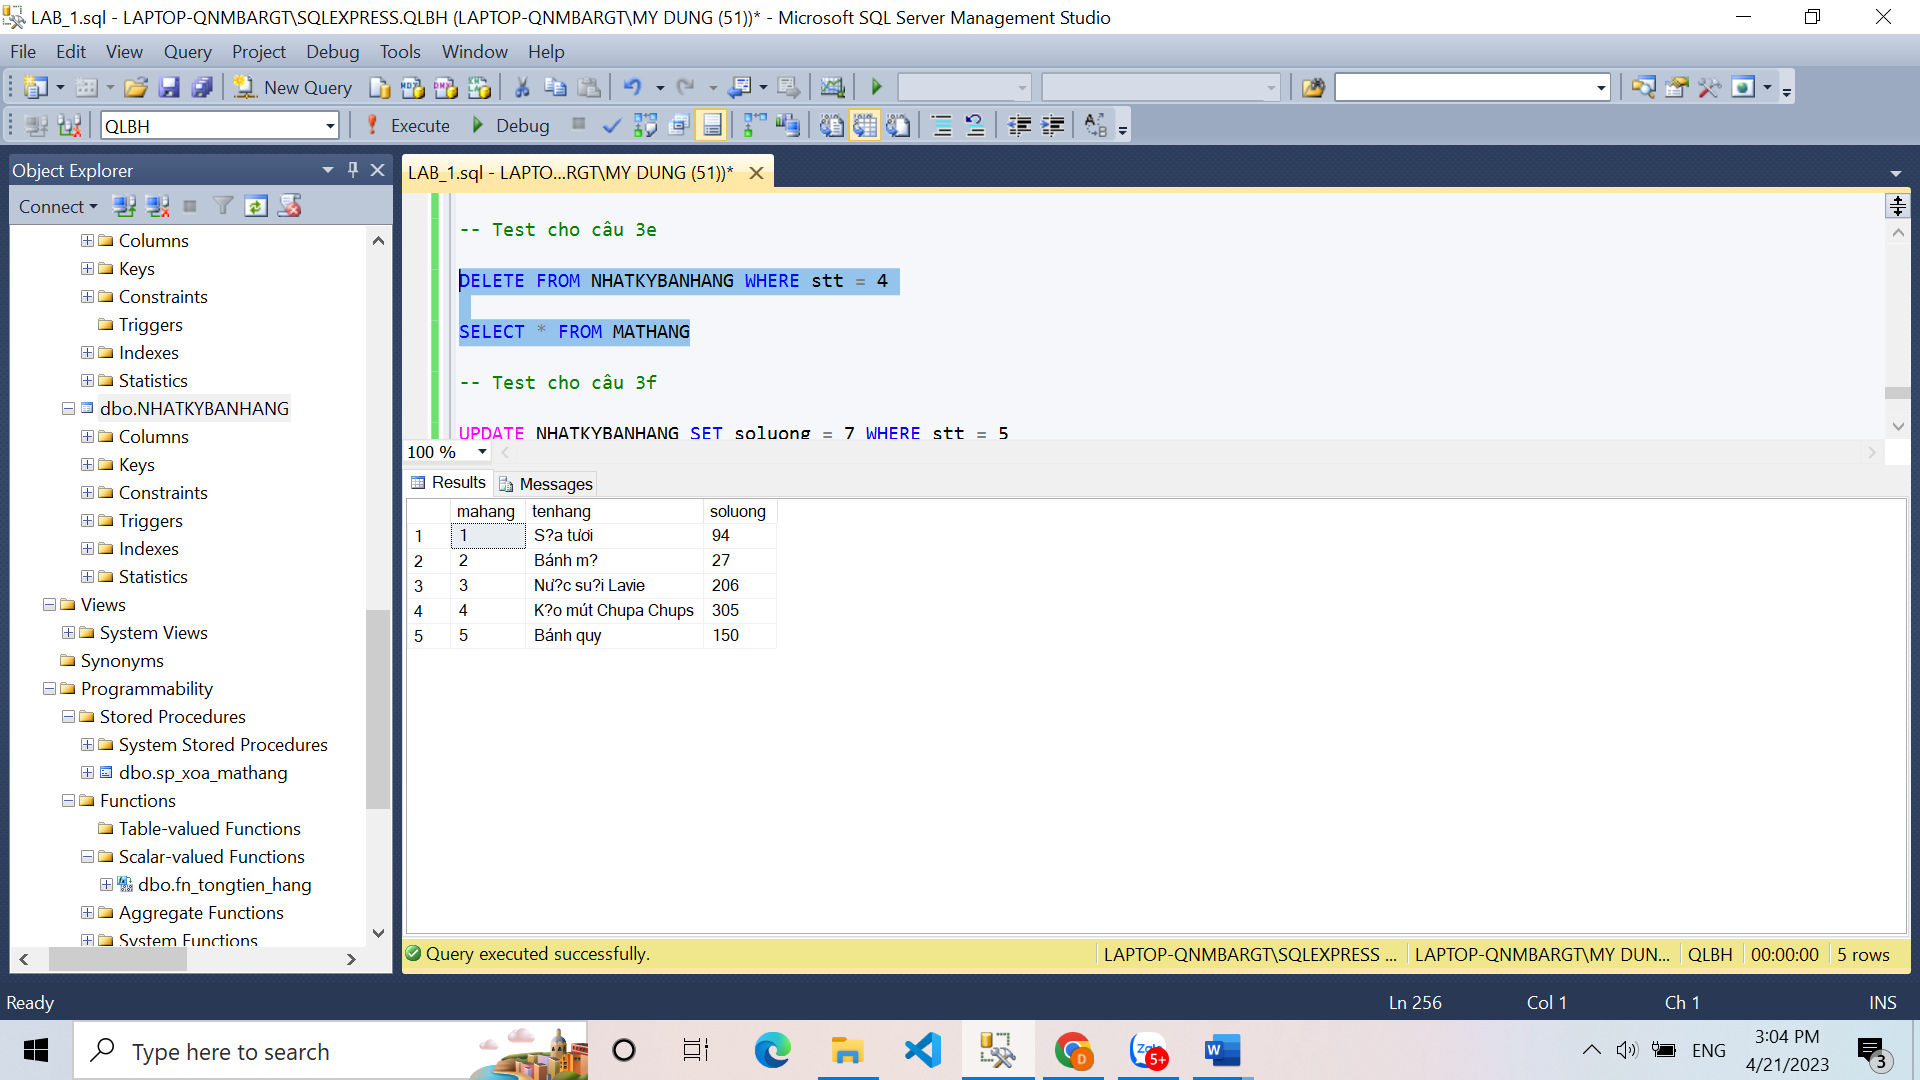 LAB_1.sql - LAPTOP-QNMBARGT\SQLEXPRESS.QLBH (LAPTOP-QNMBARGT\MY DUNG (51))* - Microsoft SQL Server Management Studio
File Edit View Query Project Debug Tools Window Help
New Query
QLBH Execute Debug
Object Explorer
Connect
Columns
Keys
Constraints
Triggers
Indexes
Statistics
dbo.NHATKYBANHANG
Columns
Keys
Constraints
Triggers
Indexes
Statistics
Views
System Views
Synonyms
Programmability
Stored Procedures
System Stored Procedures
dbo.sp_xoa_mathang
Functions
Table-valued Functions
Scalar-valued Functions
dbo.fn_tongtien_hang
Aggregate Functions
System Functions
LAB_1.sql - LAPTO...RGT\MY DUNG (51))*
-- Test cho câu 3e
DELETE FROM NHATKYBANHANG WHERE stt = 4
SELECT * FROM MATHANG
-- Test cho câu 3f
UPDATE NHATKYBANHANG SET soluong = 7 WHERE stt = 5
100 %
Results Messages
mahang tenhang soluong
1 1 S?a tươi 94
2 2 Bánh m? 27
3 3 Nư?c su?i Lavie 206
4 4 K?o mút Chupa Chups 305
5 5 Bánh quy 150
Query executed successfully. LAPTOP-QNMBARGT\SQLEXPRESS ... LAPTOP-QNMBARGT\MY DUN... QLBH 00:00:00 5 rows
Ready Ln 256 Col 1 Ch 1 INS
Type here to search
Zalo 5+
D
W
ENG
3:04 PM
4/21/2023
3